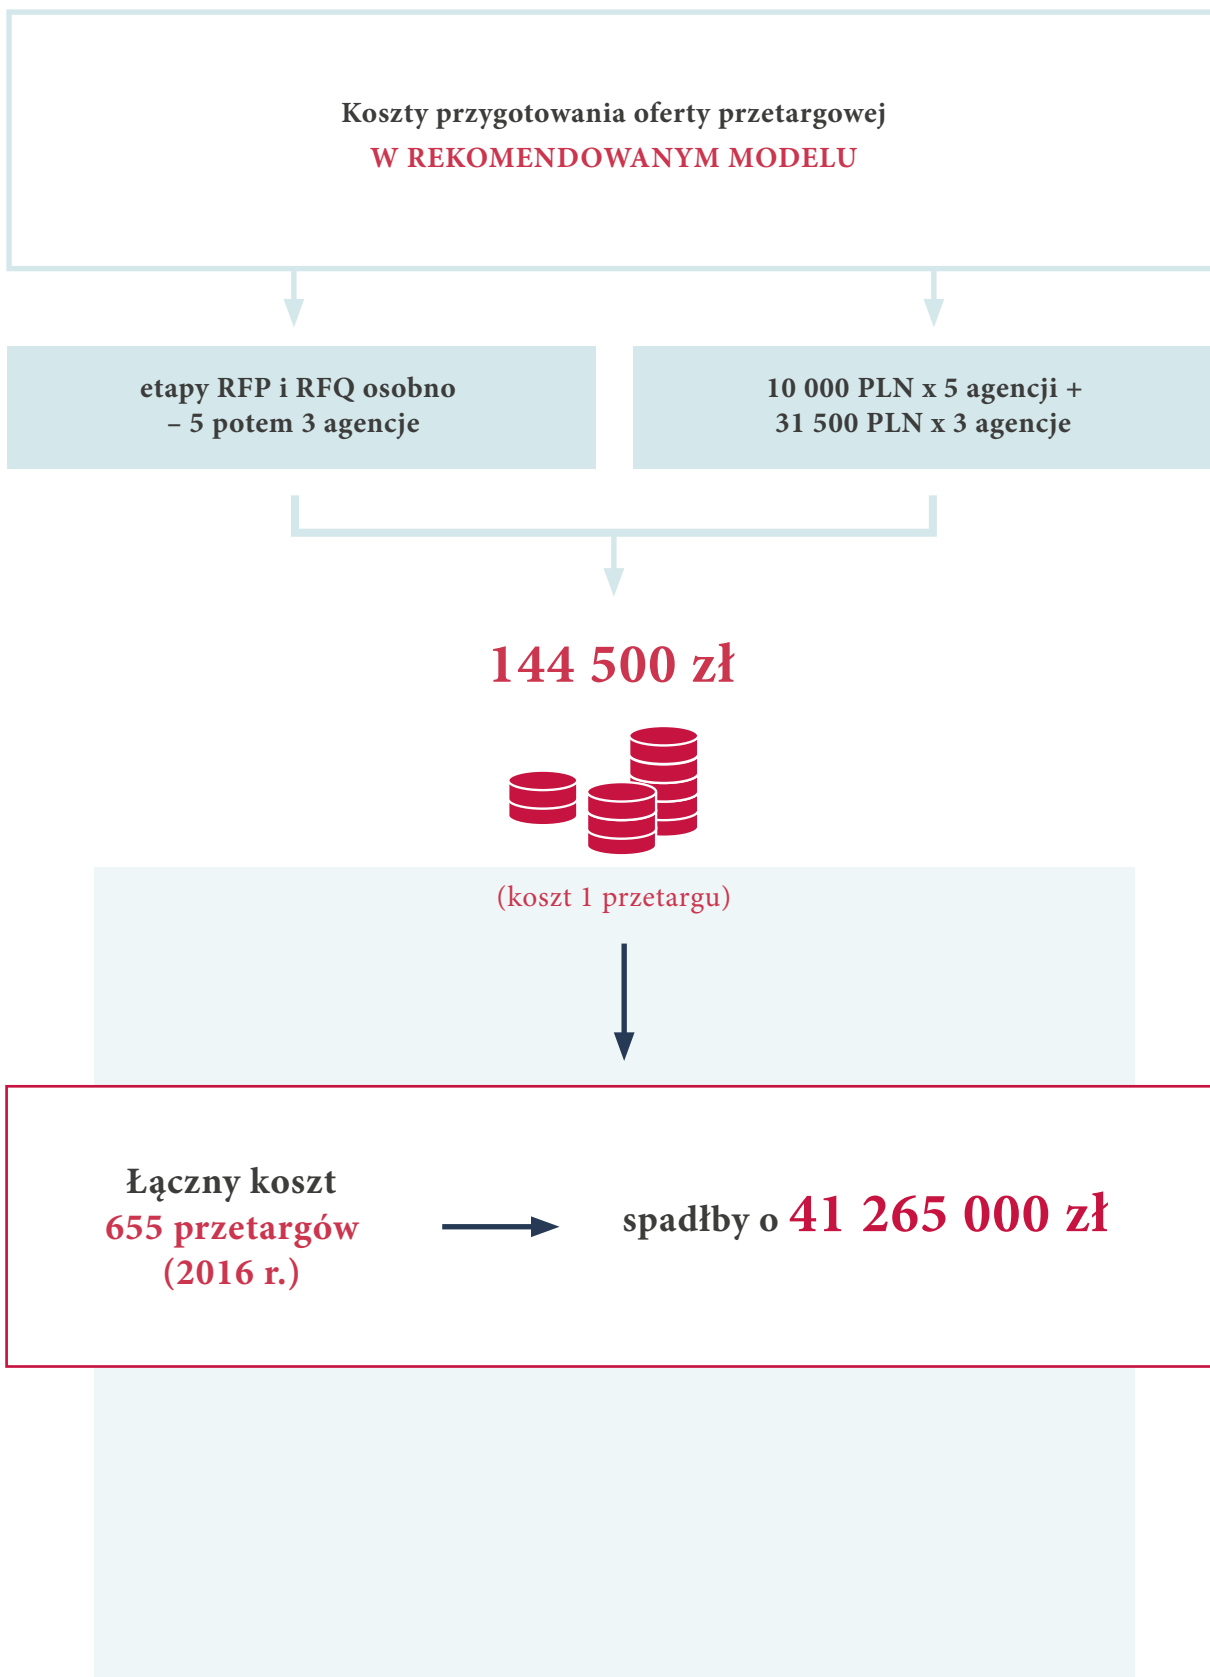 Koszty przygotowania oferty przetargowej
W REKOMENDOWANYM MODELU
etapy RFP i RFQ osobno
– 5 potem 3 agencje
10 000 PLN x 5 agencji +
31 500 PLN x 3 agencje
144 500 zł
(koszt 1 przetargu)
Łączny koszt
655 przetargów
(2016 r.)
spadłby o 41 265 000 zł